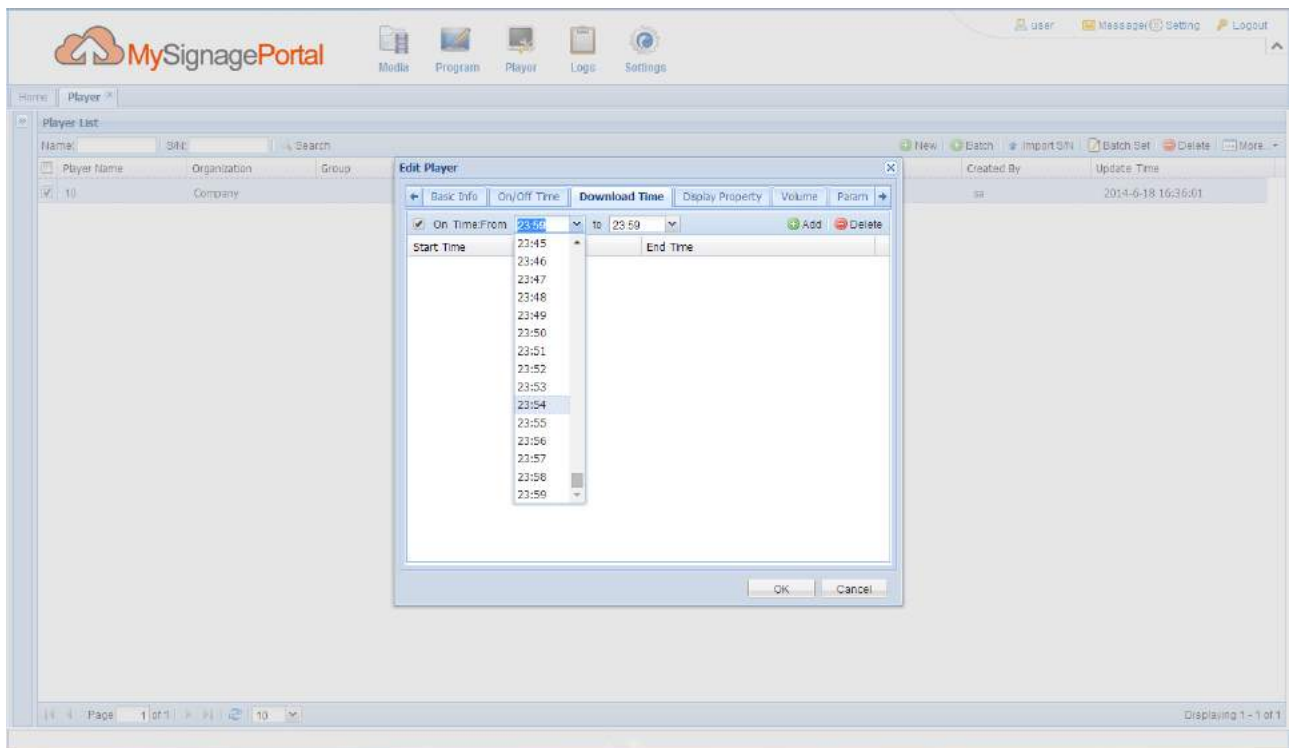 user Message( Setting Logout
MySignagePortal
Media Program Player Logs Settings
Home Player
Player List
Name: S/N: Search New Batch Import S/N Batch Set Delete More
Player Name Organization Group Created By Update Time
10 Company sa 2014-6-18 16:36:01
Edit Player
Basic Info On/Off Time Download Time Display Property Volume Param
On Time:From 23:59 to 23:59 Add Delete
Start Time End Time
23:45
23:46
23:47
23:48
23:49
23:50
23:51
23:52
23:53
23:54
23:55
23:56
23:57
23:58
23:59
OK Cancel
Page 1 of 1 10 Displaying 1 - 1 of 1